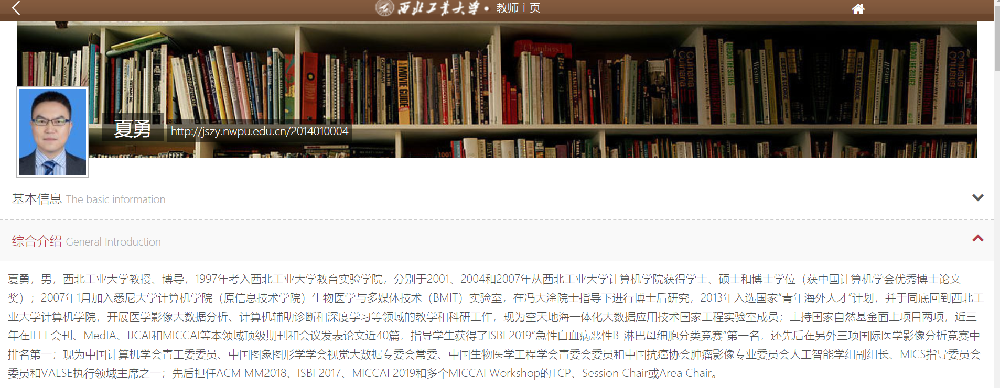 西北工业大学 · 教师主页
Chambers
MOVIE GUIDE
1001
夏勇
http://jszy.nwpu.edu.cn/2014010004
基本信息 The basic information
综合介绍 General Introduction
夏勇，男，西北工业大学教授、博导，1997年考入西北工业大学教育实验学院，分别于2001、2004和2007年从西北工业大学计算机学院获得学士、硕士和博士学位（获中国计算机学会优秀博士论文
奖）；2007年1月加入悉尼大学计算机学院（原信息技术学院）生物医学与多媒体技术（BMIT）实验室，在冯大淦院士指导下进行博士后研究，2013年入选国家“青年海外人才”计划，并于同底回到西北工
业大学计算机学院，开展医学影像大数据分析、计算机辅助诊断和深度学习等领域的教学和科研工作，现为空天地海一体化大数据应用技术国家工程实验室成员；主持国家自然基金面上项目两项，近三
年在IEEE会刊、MedIA、IJCAI和MICCAI等本领域顶级期刊和会议发表论文近40篇，指导学生获得了ISBI 2019“急性白血病恶性B-淋巴母细胞分类竞赛”第一名，还先后在另外三项国际医学影像分析竞赛中
排名第一；现为中国计算机学会青工委委员、中国图象图形学学会视觉大数据专委会常委、中国生物医学工程学会青委会委员和中国抗癌协会肿瘤影像专业委员会人工智能学组副组长、MICS指导委员会
委员和VALSE执行领域主席之一；先后担任ACM MM2018、ISBI 2017、MICCAI 2019和多个MICCAI Workshop的TCP、Session Chair或Area Chair。